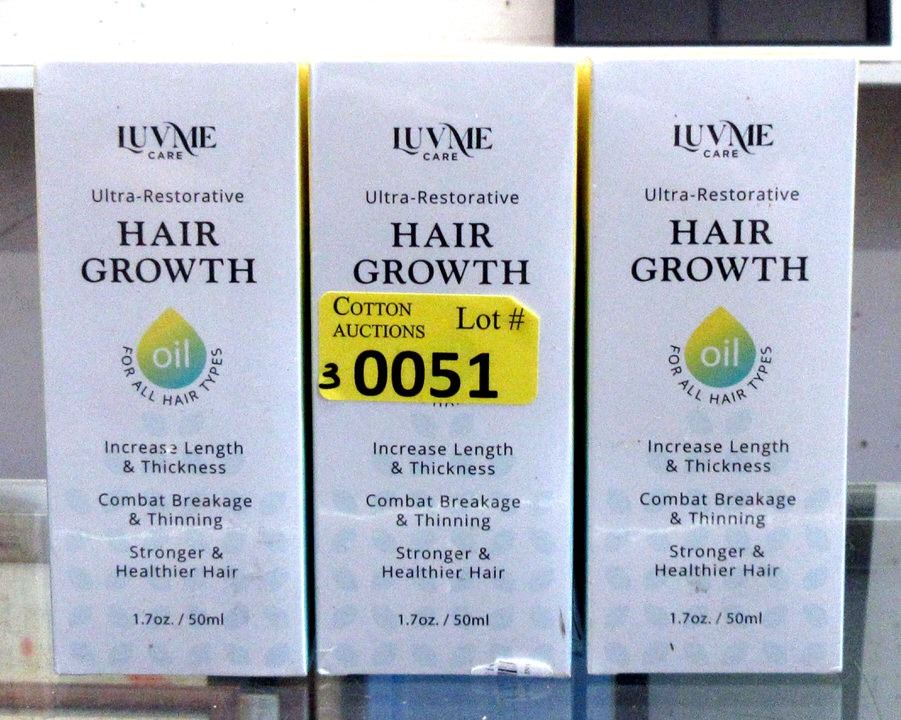 LUVME
CARE
Ultra-Restorative
HAIR
GROWTH
oil
FOR ALL HAIR TYPES
Increase Length
& Thickness
Combat Breakage
& Thinning
Stronger &
Healthier Hair
1.7oz. / 50ml
LUVME
CARE
Ultra-Restorative
HAIR
GROWTH
COTTON
AUCTIONS
Lot #
3 0051
Increase Length
& Thickness
Combat Breakage
& Thinning
Stronger &
Healthier Hair
1.7oz. / 50ml
LUVME
CARE
Ultra-Restorative
HAIR
GROWTH
oil
FOR ALL HAIR TYPES
Increase Length
& Thickness
Combat Breakage
& Thinning
Stronger &
Healthier Hair
1.7oz. / 50ml